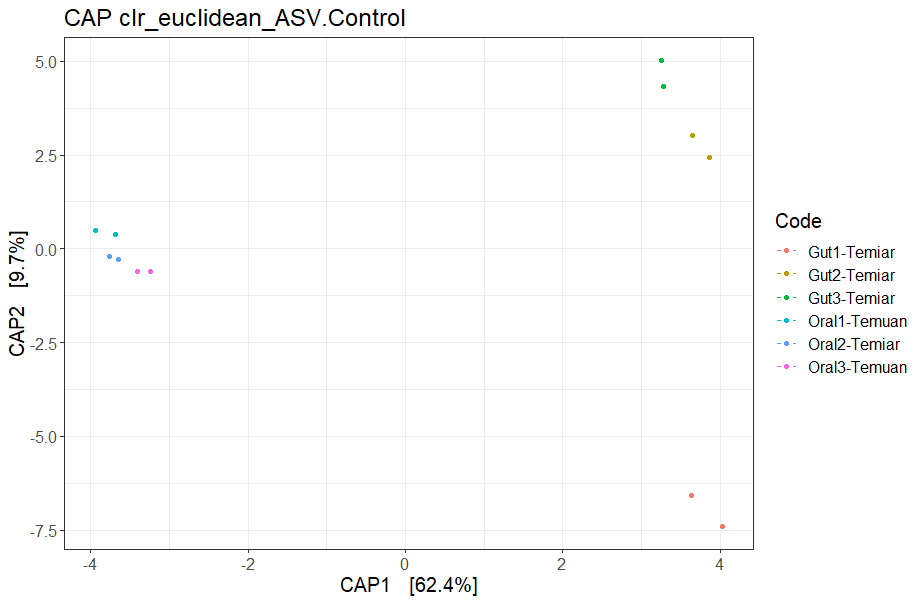 CAP clr_euclidean_ASV.Control
5.0
2.5
0.0
-2.5
-5.0
-7.5
CAP2 [9.7%]
-4
-2
0
2
4
CAP1 [62.4%]
Code
Gut1-Temiar
Gut2-Temiar
Gut3-Temiar
Oral1-Temuan
Oral2-Temiar
Oral3-Temuan